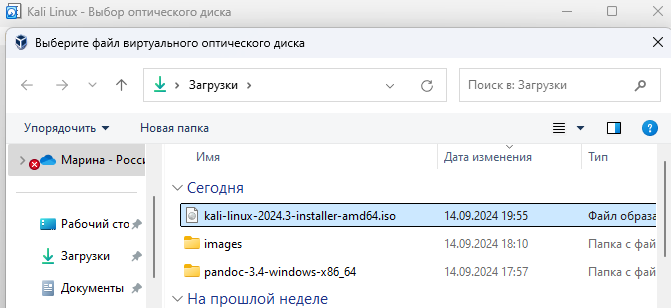 Kali Linux - Выбор оптического диска
Выберите файл виртуального оптического диска
Загрузки
Поиск в: Загрузки
Упорядочить
Новая папка
Марина - Росси
Имя
Дата изменения
Тип
Сегодня
Рабочий сто
kali-linux-2024.3-installer-amd64.iso 14.09.2024 19:55 Файл образа
Загрузки
images 14.09.2024 18:10 Папка с фай
Документы
pandoc-3.4-windows-x86_64 14.09.2024 17:57 Папка с фай
На прошлой неделе